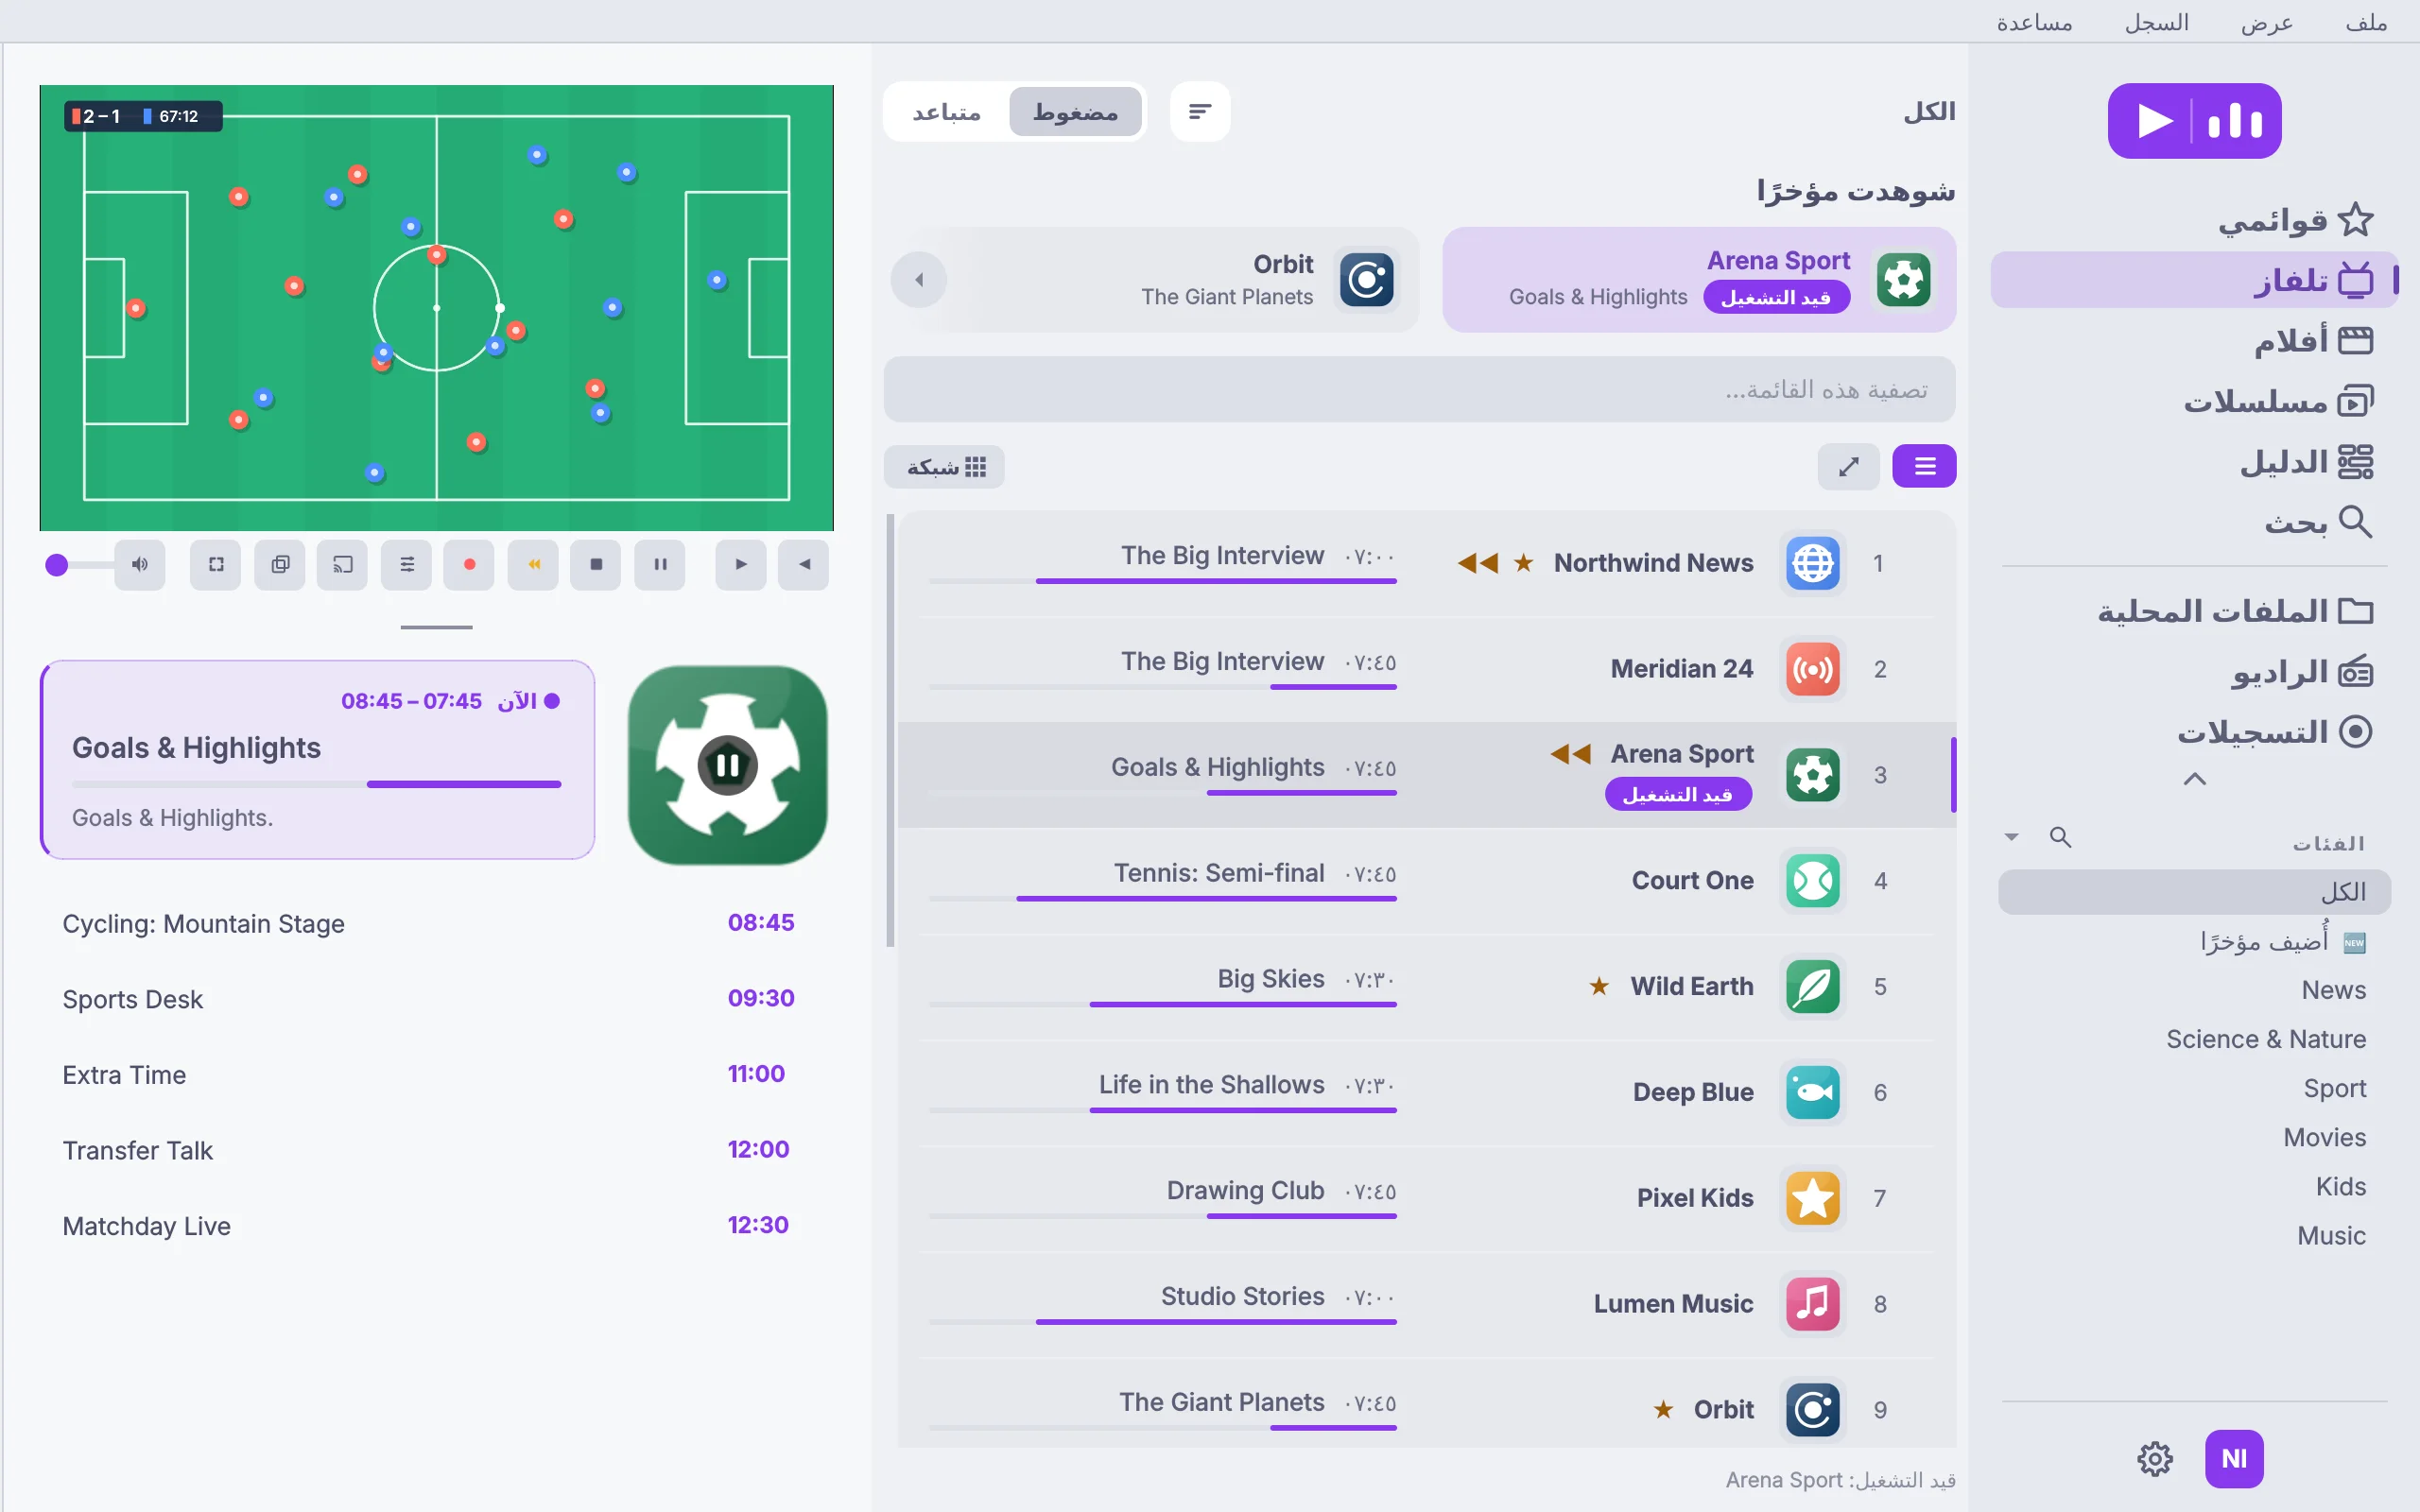 ملف
عرض
السجل
مساعدة
قوائمي
تلفاز
أفلام
مسلسلات
الدليل
بحث
الملفات المحلية
الراديو
التسجيلات
الفئات
الكل
NEW أُضيف مؤخرًا
News
Science & Nature
Sport
Movies
Kids
Music
NI
الكل
مضغوط
متباعد
شوهدت مؤخرًا
Arena Sport
قيد التشغيل Goals & Highlights
Orbit
The Giant Planets
تصفية هذه القائمة...
شبكة
1 Northwind News ٠٧:٠٠ The Big Interview
2 Meridian 24 ٠٧:٤٥ The Big Interview
3 Arena Sport ٠٧:٤٥ Goals & Highlights
قيد التشغيل
4 Court One ٠٧:٤٥ Tennis: Semi-final
5 Wild Earth ٠٧:٣٠ Big Skies
6 Deep Blue ٠٧:٣٠ Life in the Shallows
7 Pixel Kids ٠٧:٤٥ Drawing Club
8 Lumen Music ٠٧:٠٠ Studio Stories
9 Orbit ٠٧:٤٥ The Giant Planets
قيد التشغيل: Arena Sport
2 – 1 67:12
الآن 07:45 – 08:45
Goals & Highlights
Goals & Highlights.
08:45 Cycling: Mountain Stage
09:30 Sports Desk
11:00 Extra Time
12:00 Transfer Talk
12:30 Matchday Live